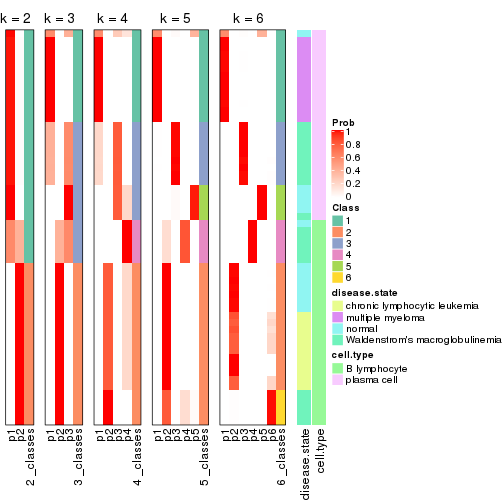 k = 2 k = 3 k = 4 k = 5 k = 6
Prob
1
0.8
0.6
0.4
0.2
0
Class
1
2
3
4
5
6
disease.state
chronic lymphocytic leukemia
multiple myeloma
normal
Waldenstrom's macroglobulinemia
cell.type
B lymphocyte
plasma cell
p1
p2
2_classes
p1
p2
p3
3_classes
p1
p2
p3
p4
4_classes
p1
p2
p3
p4
p5
5_classes
p1
p2
p3
p4
p5
p6
6_classes
disease.state
cell.type